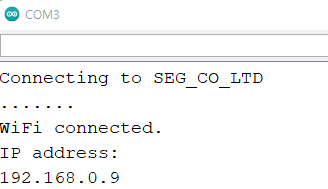 COM3
Connecting to SEG_CO_LTD
.......
WiFi connected.
IP address:
192.168.0.9